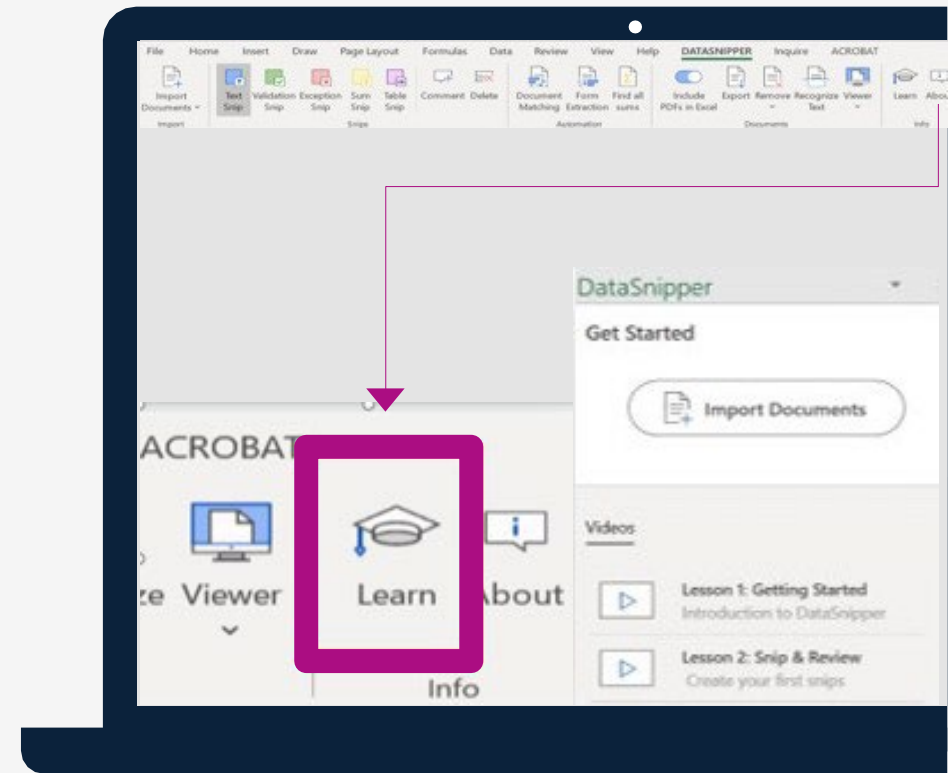 File Home Insert Draw Page Layout Formulas Data Review View Help DATASNIPPER Inquire ACROBAT
Import Text Validation Exception Sum Table Comment Delete Document Form Find all Include Export Remove Recognize Viewer Learn Abou
Documents Snip Snip Snip Snip Snip Matching Extraction sums PDFs in Excel Text
Import Snips Automation Documents Info
DataSnipper
Get Started
Import Documents
ACROBAT
ze Viewer Learn About
Info
Videos
Lesson 1: Getting Started
Introduction to DataSnipper
Lesson 2: Snip & Review
Create your first snips